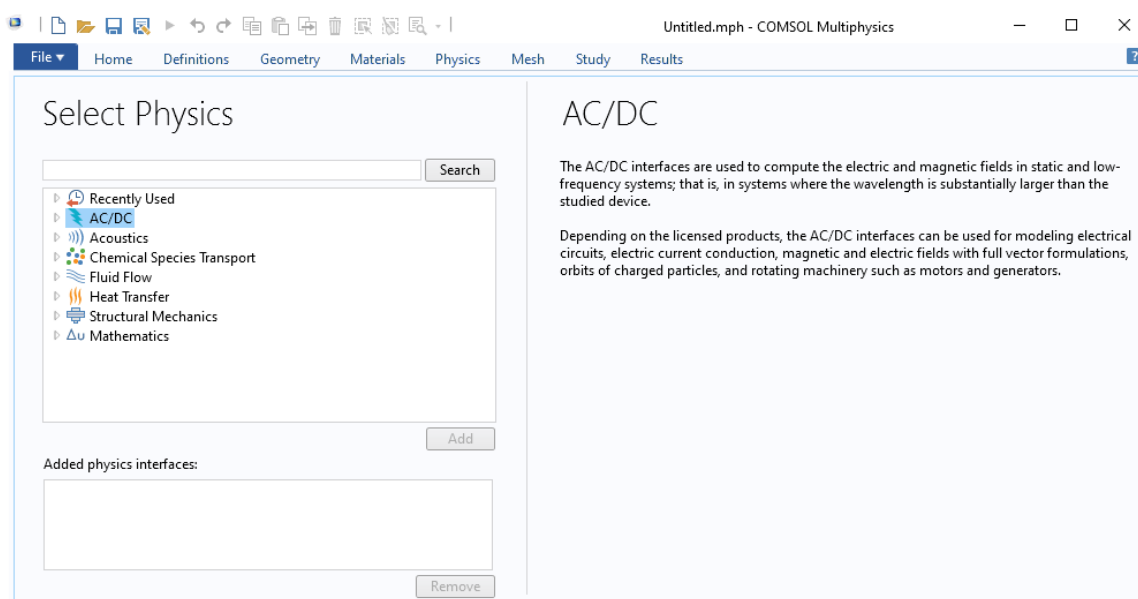 Untitled.mph - COMSOL Multiphysics
File Home Definitions Geometry Materials Physics Mesh Study Results ?
Select Physics
Search
Recently Used
AC/DC
Acoustics
Chemical Species Transport
Fluid Flow
Heat Transfer
Structural Mechanics
Δu Mathematics
Add
Added physics interfaces:
Remove
AC/DC
The AC/DC interfaces are used to compute the electric and magnetic fields in static and low-
frequency systems; that is, in systems where the wavelength is substantially larger than the
studied device.
Depending on the licensed products, the AC/DC interfaces can be used for modeling electrical
circuits, electric current conduction, magnetic and electric fields with full vector formulations,
orbits of charged particles, and rotating machinery such as motors and generators.